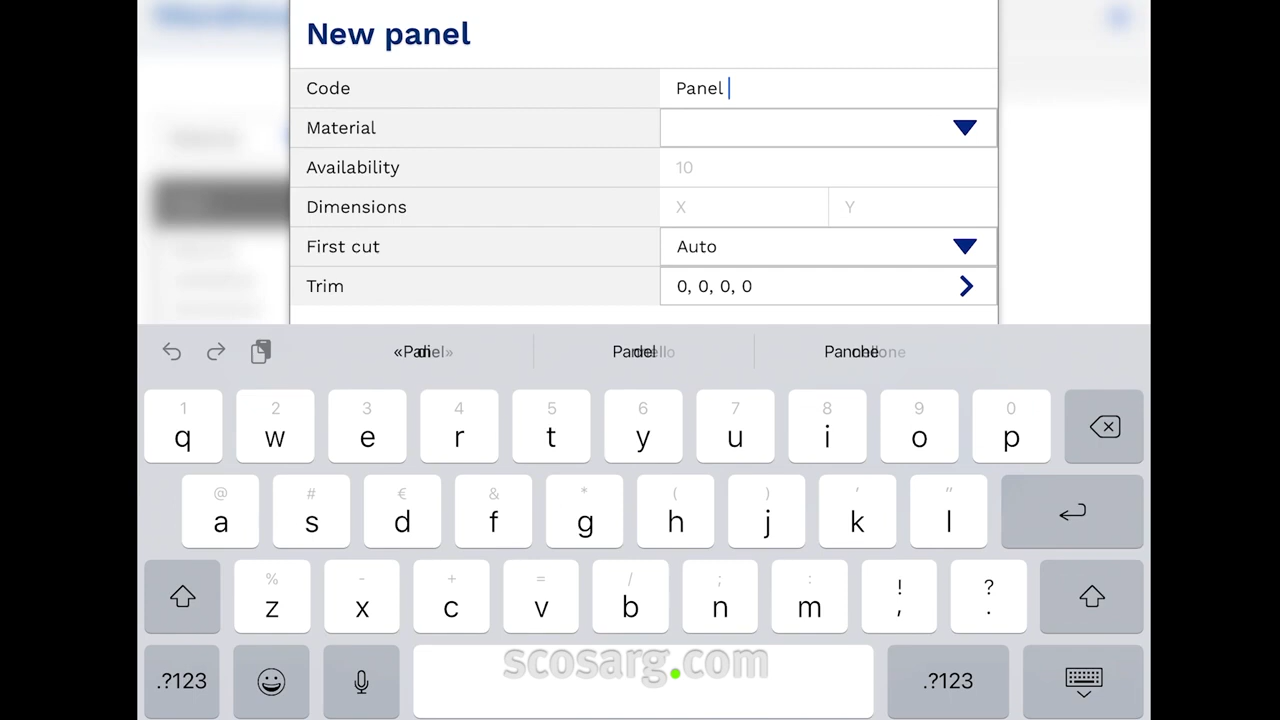 New panel
Code Panel
Material
Availability 10
Dimensions X Y
First cut Auto
Trim 0, 0, 0, 0
1 2 3 4 5 6 7 8 9 0
q w e r t y u i o p
@ # € & * ( ) ' "
a s d f g h j k l
% - + = / ; : ! ?
z x c v b n m , .
.?123 .?123
scosarg.com